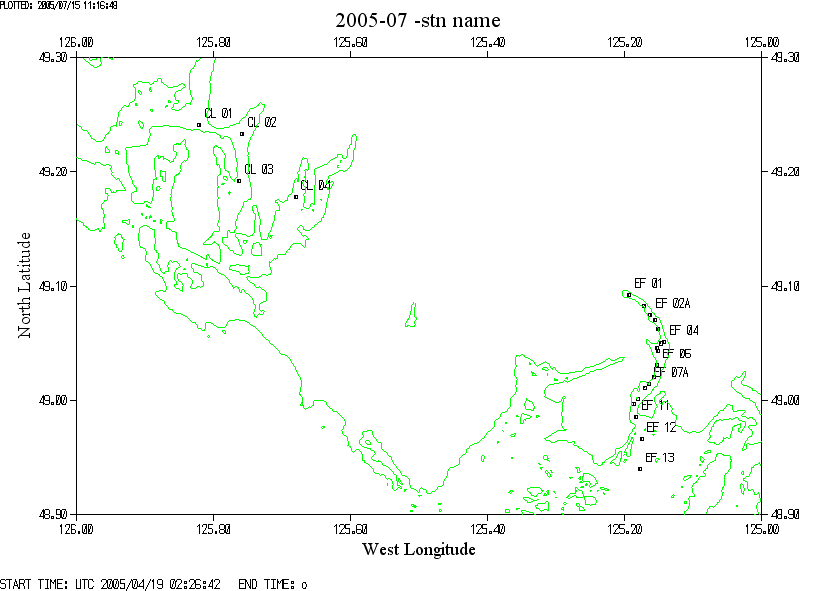 PLOTTED: 2005/07/15 11:16:49
2005-07 -stn name
126.00 125.80 125.60 125.40 125.20 125.00
49.30 49.30
CL 01
CL 02
CL 03
49.20 49.20
CL 04
North Latitude
49.10 49.10
EF 01
EF 02A
EF 04
EF 06
EF 07A
49.00 49.00
EF 11
EF 12
EF 13
48.90 48.90
126.00 125.80 125.60 125.40 125.20 125.00
West Longitude
START TIME: UTC 2005/04/19 02:26:42 END TIME: o